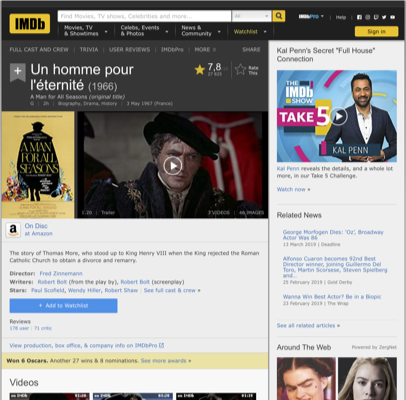 IMDb
Find Movies, TV shows, Celebrities and more...
All
Movies, TV
& Showtimes
Celebs, Events
& Photos
News &
Community
Watchlist
IMDbPro
Help
Sign in
FULL CAST AND CREW | TRIVIA | USER REVIEWS | IMDbPro | MORE
SHARE
Un homme pour
l'éternité (1966)
A Man for All Seasons (original title)
G | 2h | Biography, Drama, History | 3 May 1967 (France)
7,8
Rate
This
A MAN
FOR ALL
SEASONS
Trailer
On Disc
at Amazon
The story of Thomas More, who stood up to King Henry VIII when the King rejected the Roman
Catholic Church to obtain a divorce and remarry.
Director: Fred Zinnemann
Writers: Robert Bolt (from the play by), Robert Bolt (screenplay)
Stars: Paul Scofield, Wendy Hiller, Robert Shaw | See full cast & crew »
+ Add to Watchlist
Reviews
178 user | 71 critic
View production, box office, & company info on IMDbPro
Won 6 Oscars. Another 27 wins & 8 nominations. See more awards »
Videos
Kal Penn's Secret "Full House"
Connection
THE
IMDb
SHOW
TAKE 5
KAL PENN
Kal Penn reveals the details, and a whole lot
more, in our Take 5 Challenge.
Watch now »
Related News
George Morfogen Dies: 'Oz', Broadway
Actor Was 86
13 March 2019 | Deadline
Alfonso Cuaron becomes 92nd Best
Director winner, joining Guillermo Del
Toro, Martin Scorsese, Steven Spielberg
and...
25 February 2019 | Gold Derby
Wanna Win Best Actor? Be in a Biopic
23 February 2019 | The Wrap
See all related articles »
Around The Web
Powered by ZergNet